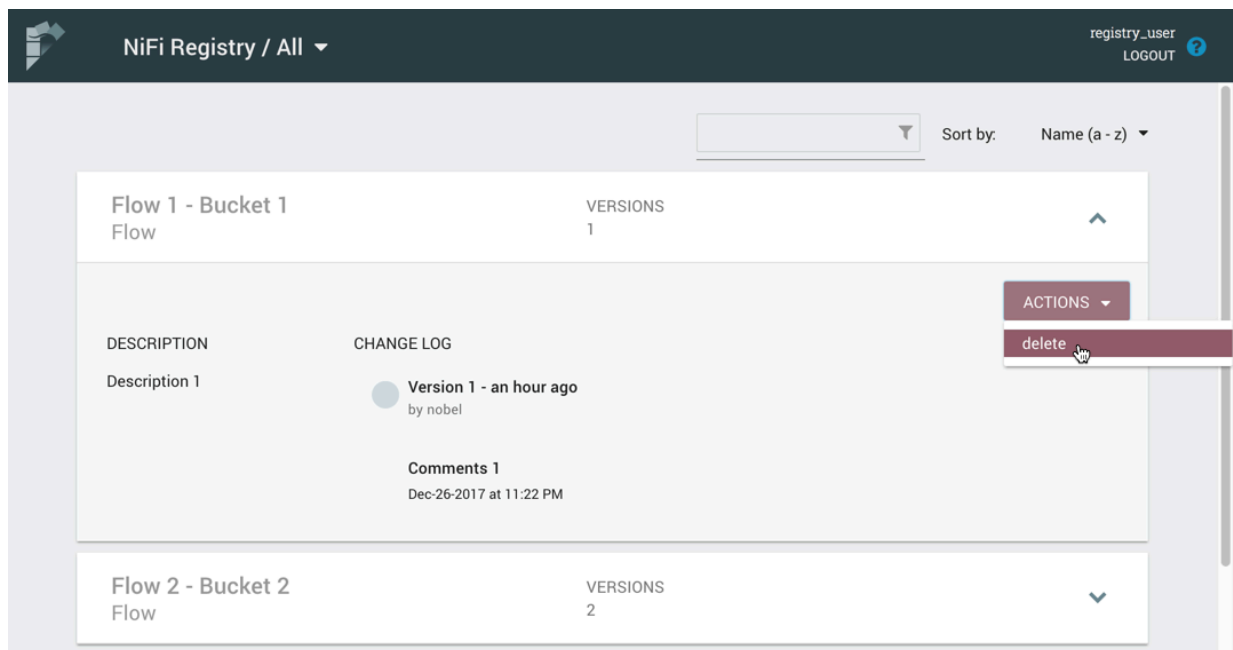 NiFi Registry / All
registry_user
LOGOUT
?
Sort by:
Name (a - z)
Flow 1 - Bucket 1
Flow
VERSIONS
1
ACTIONS
delete
DESCRIPTION
Description 1
CHANGE LOG
Version 1 - an hour ago
by nobel
Comments 1
Dec-26-2017 at 11:22 PM
Flow 2 - Bucket 2
Flow
VERSIONS
2